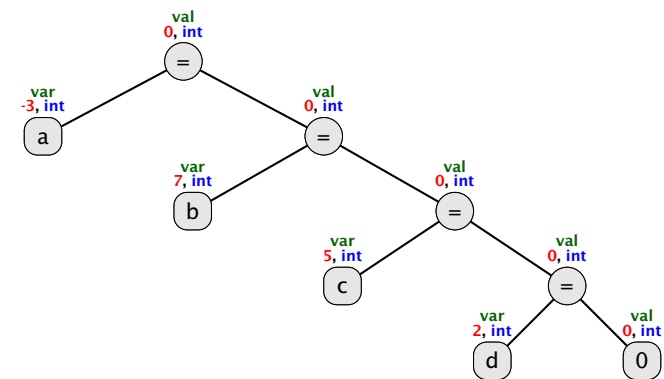 val
0, int
=
var
-3, int
a
val
0, int
=
var
7, int
b
val
0, int
=
var
5, int
c
val
0, int
=
var
2, int
d
val
0, int
0